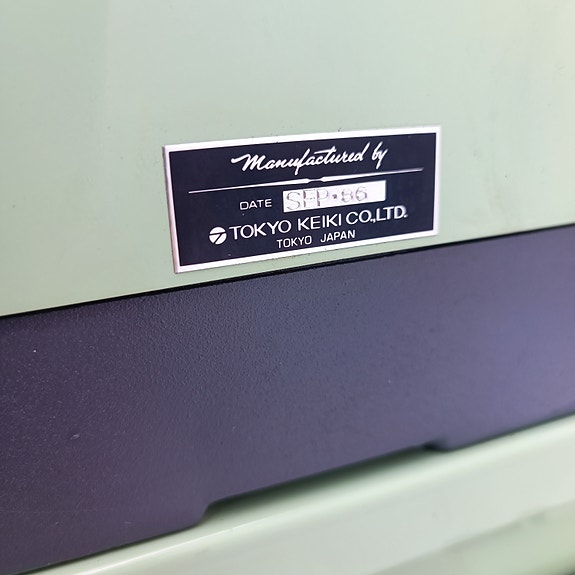 Manufactured by
DATE SEP•86
TOKYO KEIKI CO.,LTD.
TOKYO JAPAN